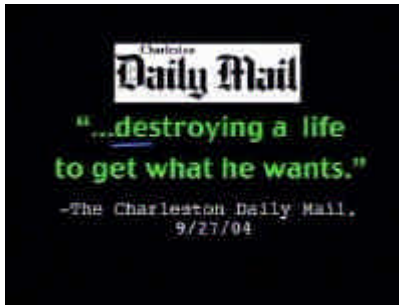 Charleston
Daily Mail
"...destroying a life
to get what he wants."
-The Charleston Daily Mail,
9/27/04